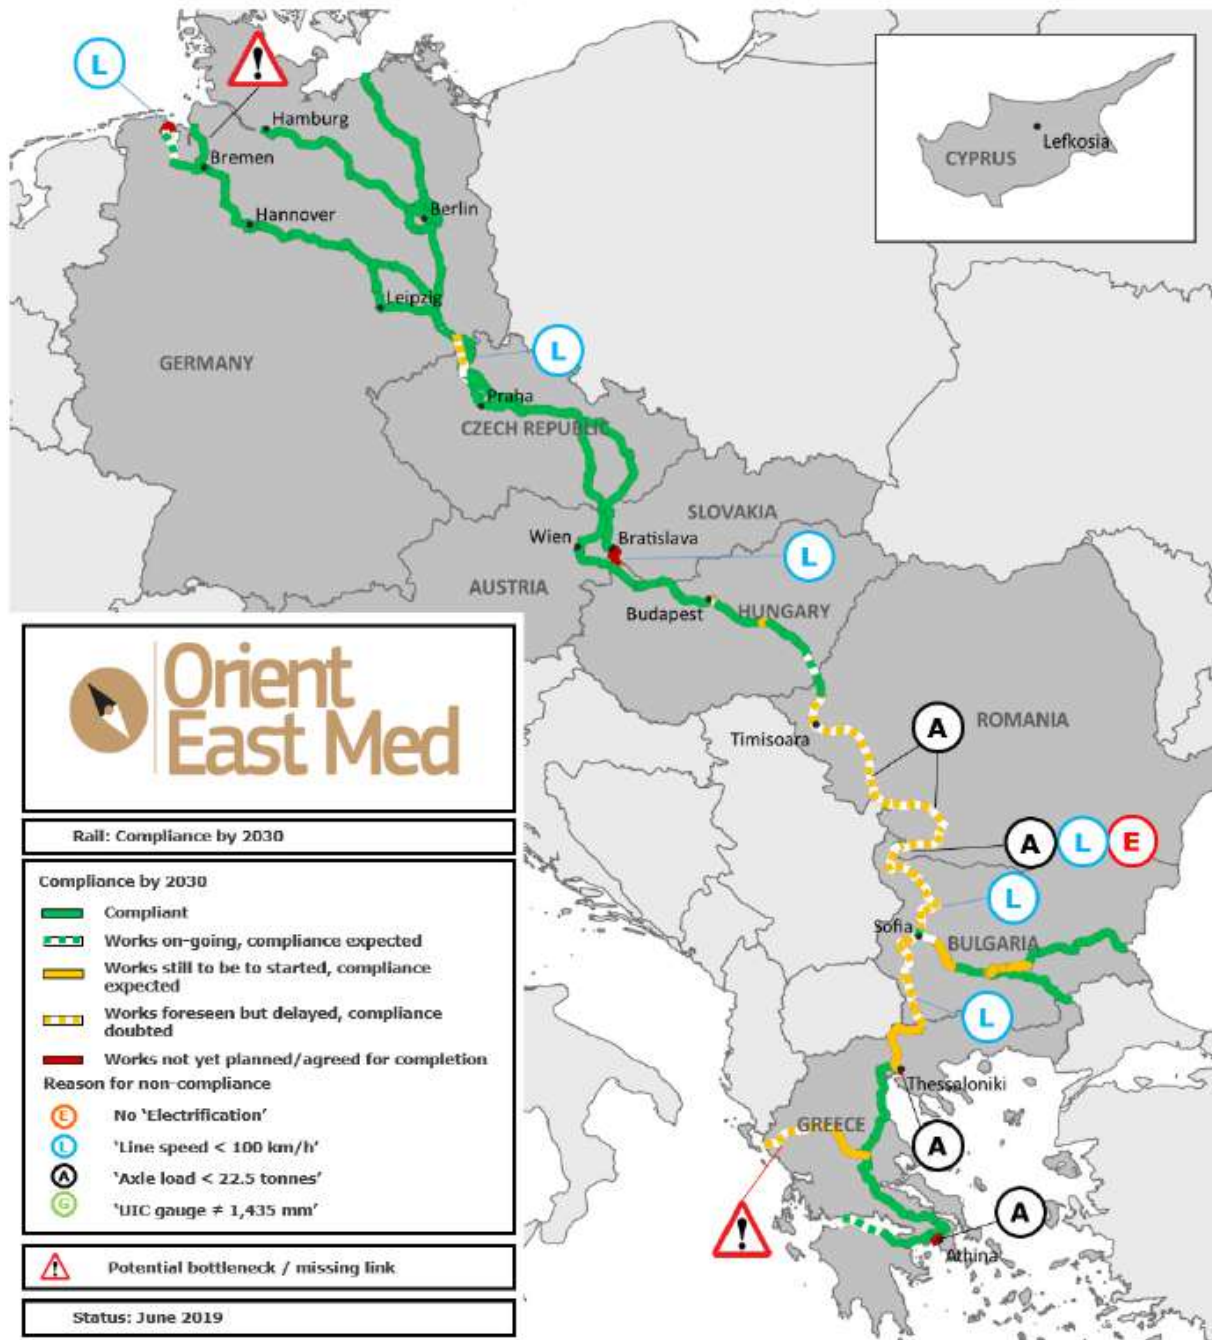 L
!
Hamburg
Bremen
Hannover
Berlin
Leipzig
GERMANY
L
Praha
CZECH REPUBLIC
SLOVAKIA
Wien
Bratislava
L
AUSTRIA
Budapest
HUNGARY
ROMANIA
Timisoara
A
A
L
E
L
Sofia
BULGARIA
L
Thessaloniki
GREECE
A
!
A
Athina
CYPRUS
Lefkosia
Orient
East Med
Rail: Compliance by 2030
Compliance by 2030
Compliant
Works on-going, compliance expected
Works still to be to started, compliance
expected
Works foreseen but delayed, compliance
doubted
Works not yet planned/agreed for completion
Reason for non-compliance
E No 'Electrification'
L 'Line speed < 100 km/h'
A 'Axle load < 22.5 tonnes'
G 'UIC gauge ≠ 1,435 mm'
! Potential bottleneck / missing link
Status: June 2019